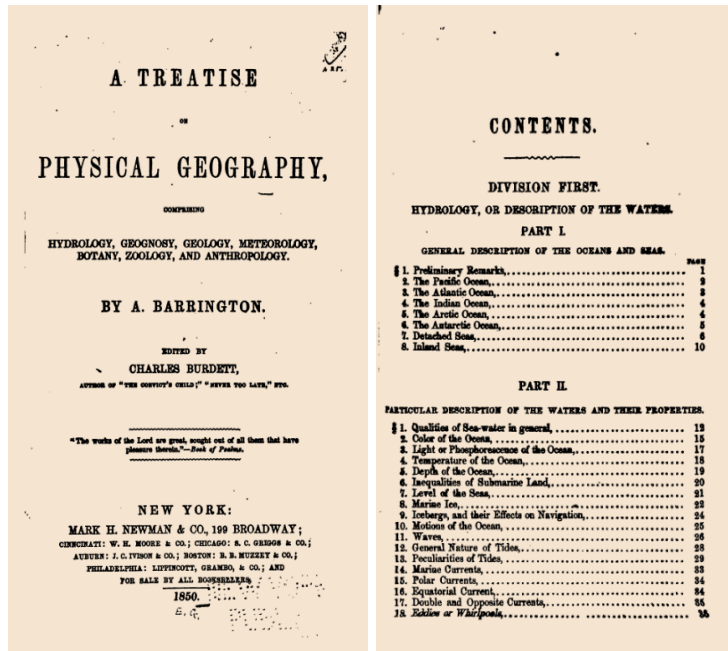 A TREATISE
ON
PHYSICAL GEOGRAPHY,
COMPRISING
HYDROLOGY, GEOGNOSY, GEOLOGY, METEOROLOGY,
BOTANY, ZOOLOGY, AND ANTHROPOLOGY.
BY A. BARRINGTON.
EDITED BY
CHARLES BURDETT,
AUTHOR OF "THE CONVICT'S CHILD;" "NEVER TOO LATE," ETC.
"The works of the Lord are great, sought out of all them that have
pleasure therein."—Book of Psalms.
NEW YORK:
MARK H. NEWMAN & CO., 199 BROADWAY;
CINCINNATI: W. H. MOORE & CO.; CHICAGO: S. C. GRIGGS & CO.;
AUBURN: J. C. IVISON & CO.; BOSTON: B. B. MUZZEY & CO.;
PHILADELPHIA: LIPPINCOTT, GRAMBO, & CO.; AND
FOR SALE BY ALL BOOKSELLERS.
1850.
CONTENTS.
DIVISION FIRST.
HYDROLOGY, OR DESCRIPTION OF THE WATERS.
PART I.
GENERAL DESCRIPTION OF THE OCEANS AND SEAS.
PAGE
§ 1. Preliminary Remarks, 1
2. The Pacific Ocean, 2
3. The Atlantic Ocean, 3
4. The Indian Ocean, 4
5. The Arctic Ocean, 4
6. The Antarctic Ocean, 5
7. Detached Seas, 6
8. Inland Seas, 10
PART II.
PARTICULAR DESCRIPTION OF THE WATERS AND THEIR PROPERTIES.
§ 1. Qualities of Sea-water in general, 12
2. Color of the Ocean, 15
3. Light or Phosphorescence of the Ocean, 17
4. Temperature of the Ocean, 18
5. Depth of the Ocean, 19
6. Inequalities of Submarine Land, 20
7. Level of the Seas, 21
8. Marine Ice, 22
9. Icebergs, and their Effects on Navigation, 24
10. Motions of the Ocean, 25
11. Waves, 26
12. General Nature of Tides, 28
13. Peculiarities of Tides, 29
14. Marine Currents, 33
15. Polar Currents, 34
16. Equatorial Current, 34
17. Double and Opposite Currents, 35
18. Eddies or Whirlpools,